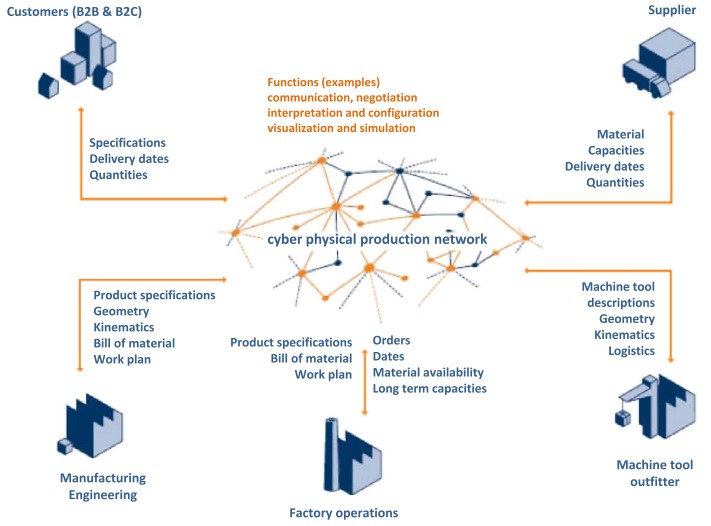 Customers (B2B & B2C)
Supplier
Functions (examples)
communication, negotiation
interpretation and configuration
visualization and simulation
Specifications
Delivery dates
Quantities
Material
Capacities
Delivery dates
Quantities
cyber physical production network
Product specifications
Geometry
Kinematics
Bill of material
Work plan
Product specifications
Bill of material
Work plan
Orders
Dates
Material availability
Long term capacities
Machine tool
descriptions
Geometry
Kinematics
Logistics
Manufacturing
Engineering
Factory operations
Machine tool
outfitter